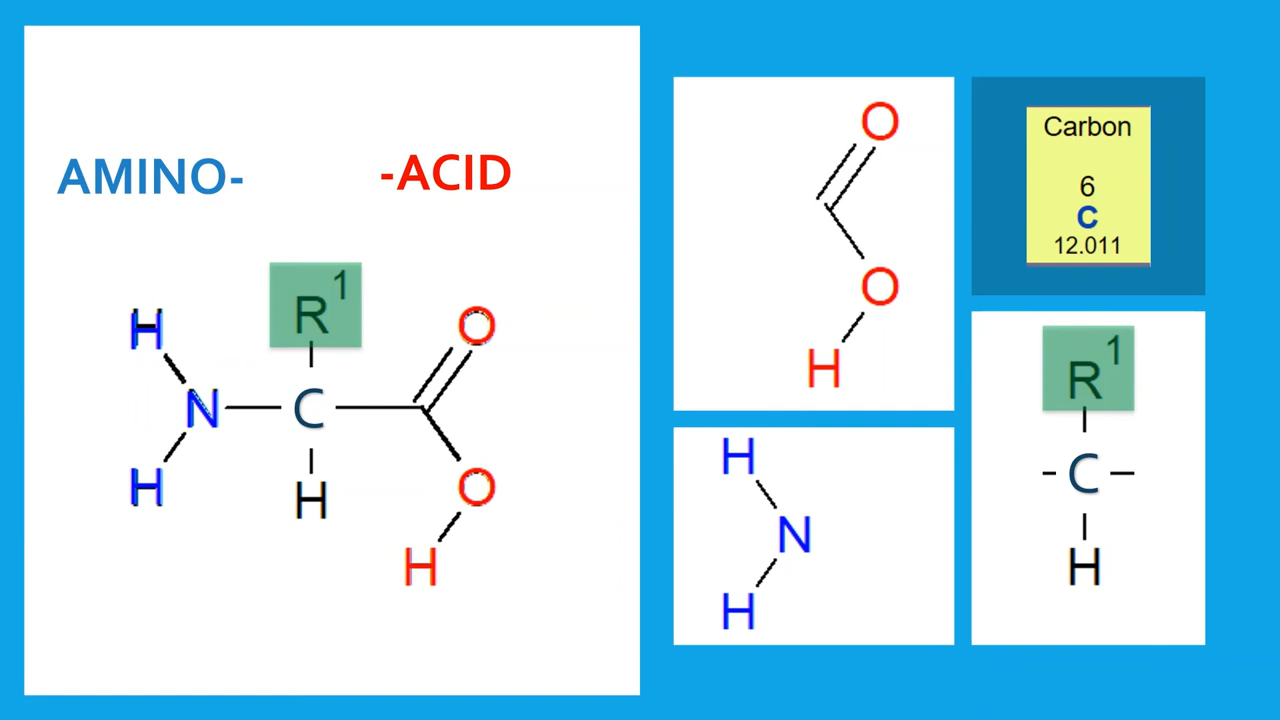 AMINO- -ACID
R¹
H
O
N C
H H O
H
O
O
H
Carbon
6
C
12.011
H
N
H
R¹
- C -
H